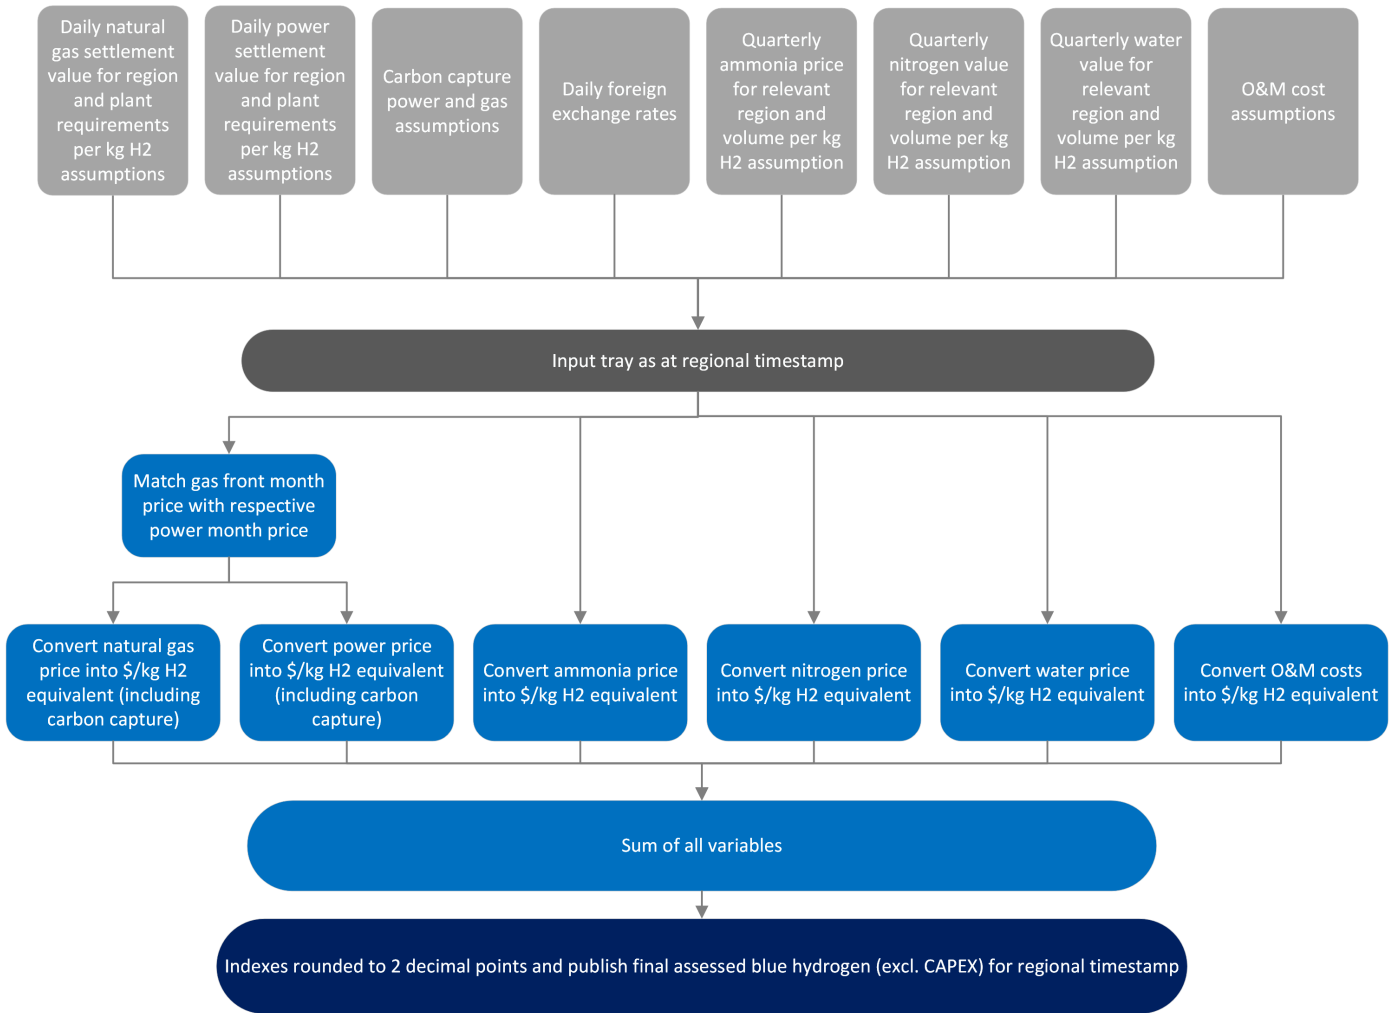 Daily natural
gas settlement
value for region
and plant
requirements
per kg H2
assumptions
Daily power
settlement
value for region
and plant
requirements
per kg H2
assumptions
Carbon capture
power and gas
assumptions
Daily foreign
exchange rates
Quarterly
ammonia price
for relevant
region and
volume per kg
H2 assumption
Quarterly
nitrogen value
for relevant
region and
volume per kg
H2 assumption
Quarterly water
value for
relevant
region and
volume per kg
H2 assumption
O&M cost
assumptions
Input tray as at regional timestamp
Match gas front month
price with respective
power month price
Convert natural gas
price into $/kg H2
equivalent (including
carbon capture)
Convert power price
into $/kg H2 equivalent
(including carbon
capture)
Convert ammonia price
into $/kg H2 equivalent
Convert nitrogen price
into $/kg H2 equivalent
Convert water price
into $/kg H2 equivalent
Convert O&M costs
into $/kg H2 equivalent
Sum of all variables
Indexes rounded to 2 decimal points and publish final assessed blue hydrogen (excl. CAPEX) for regional timestamp